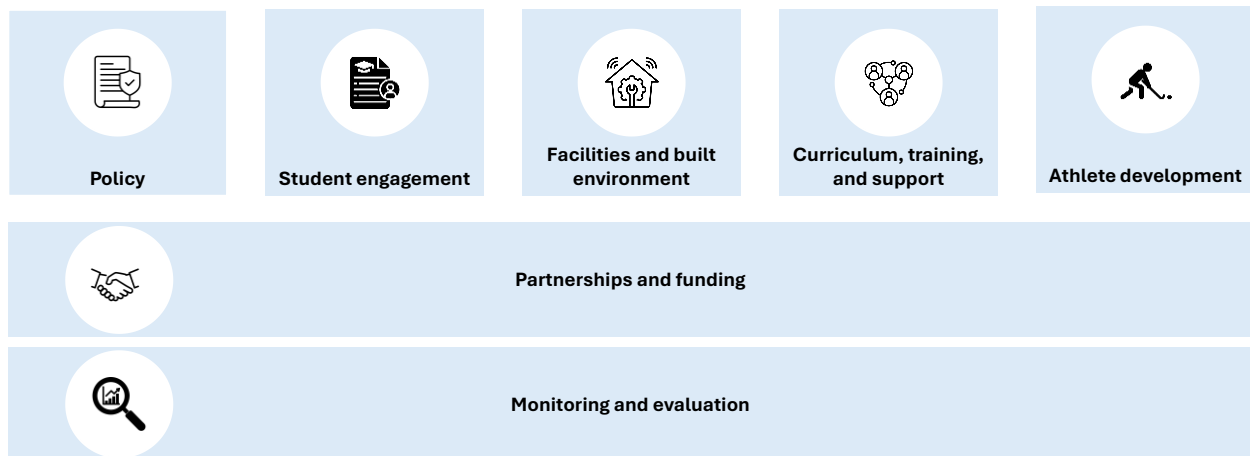 Policy
Student engagement
Facilities and built
environment
Curriculum, training,
and support
Athlete development
Partnerships and funding
Monitoring and evaluation